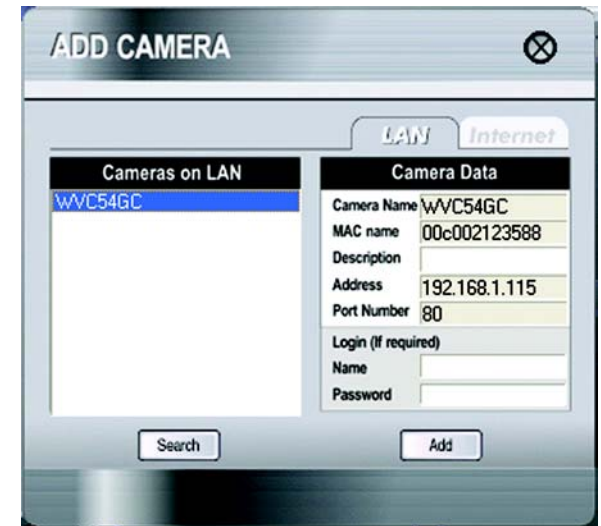 ADD CAMERA
LAN Internet
Cameras on LAN
WVC54GC
Camera Data
Camera Name WVC54GC
MAC name 00c002123588
Description
Address 192.168.1.115
Port Number 80
Login (If required)
Name
Password
Search
Add